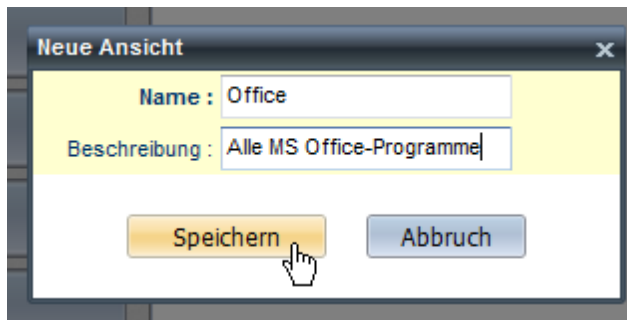 Neue Ansicht x
Name : Office
Beschreibung : Alle MS Office-Programme
Speichern Abbruch